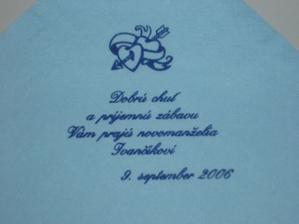 Dobrú chuť
a príjemnú zábavu
Vám prajú novomanželia
Ivančíkoví
9. september 2006